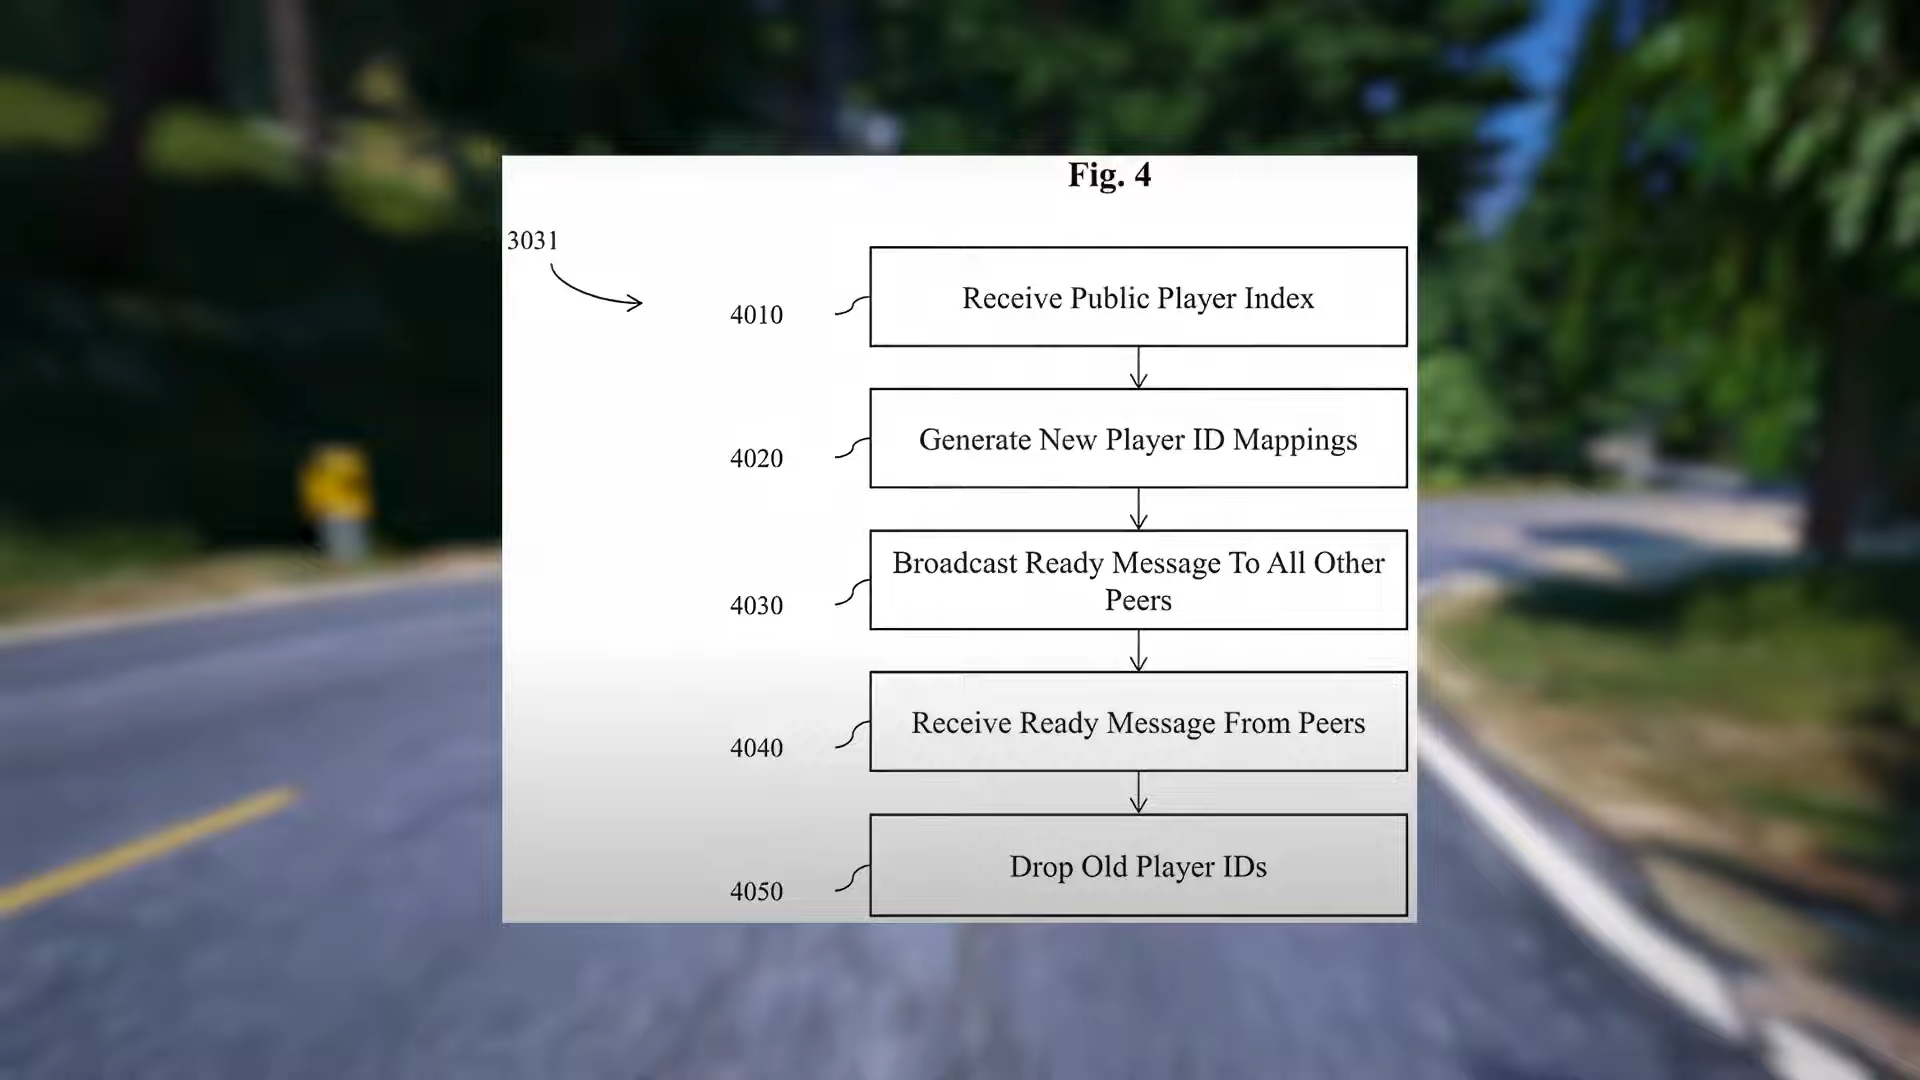 Fig. 4
3031
Receive Public Player Index
4010
Generate New Player ID Mappings
4020
Broadcast Ready Message To All Other
Peers
4030
Receive Ready Message From Peers
4040
Drop Old Player IDs
4050